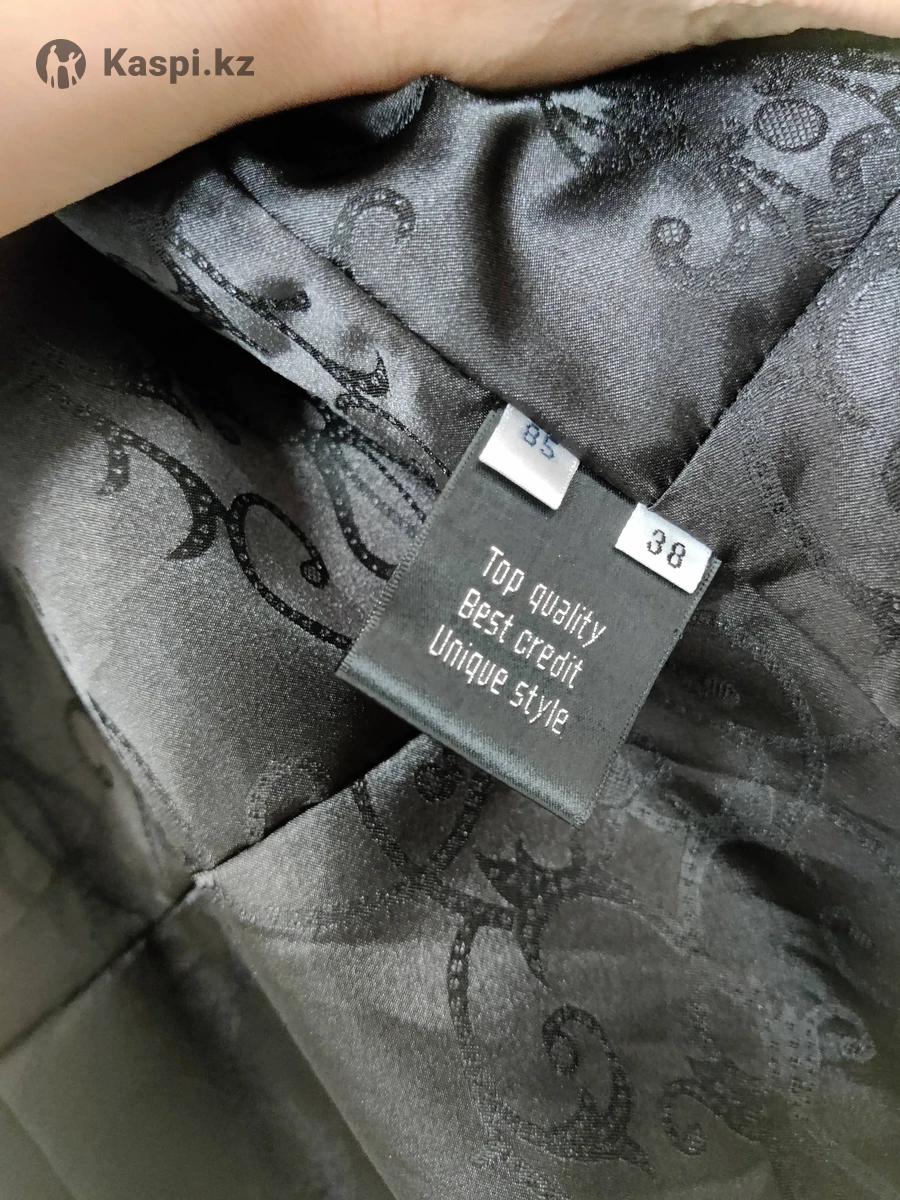 Kaspi.kz
85
38
Top quality
Best credit
Unique style